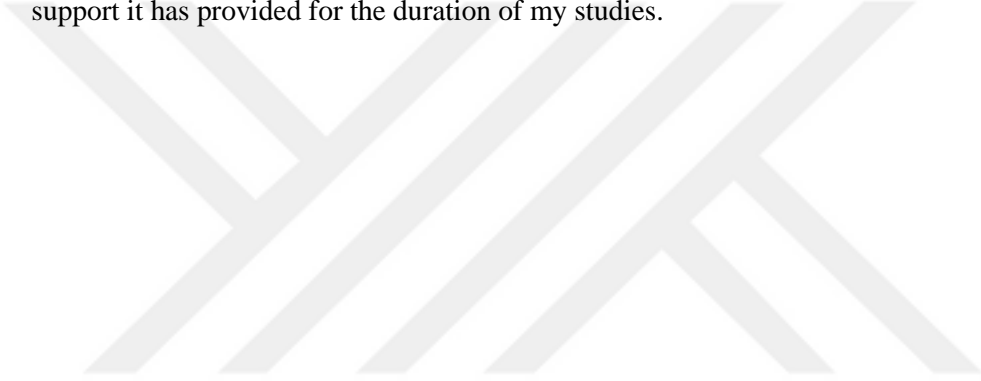 support it has provided for the duration of my studies.